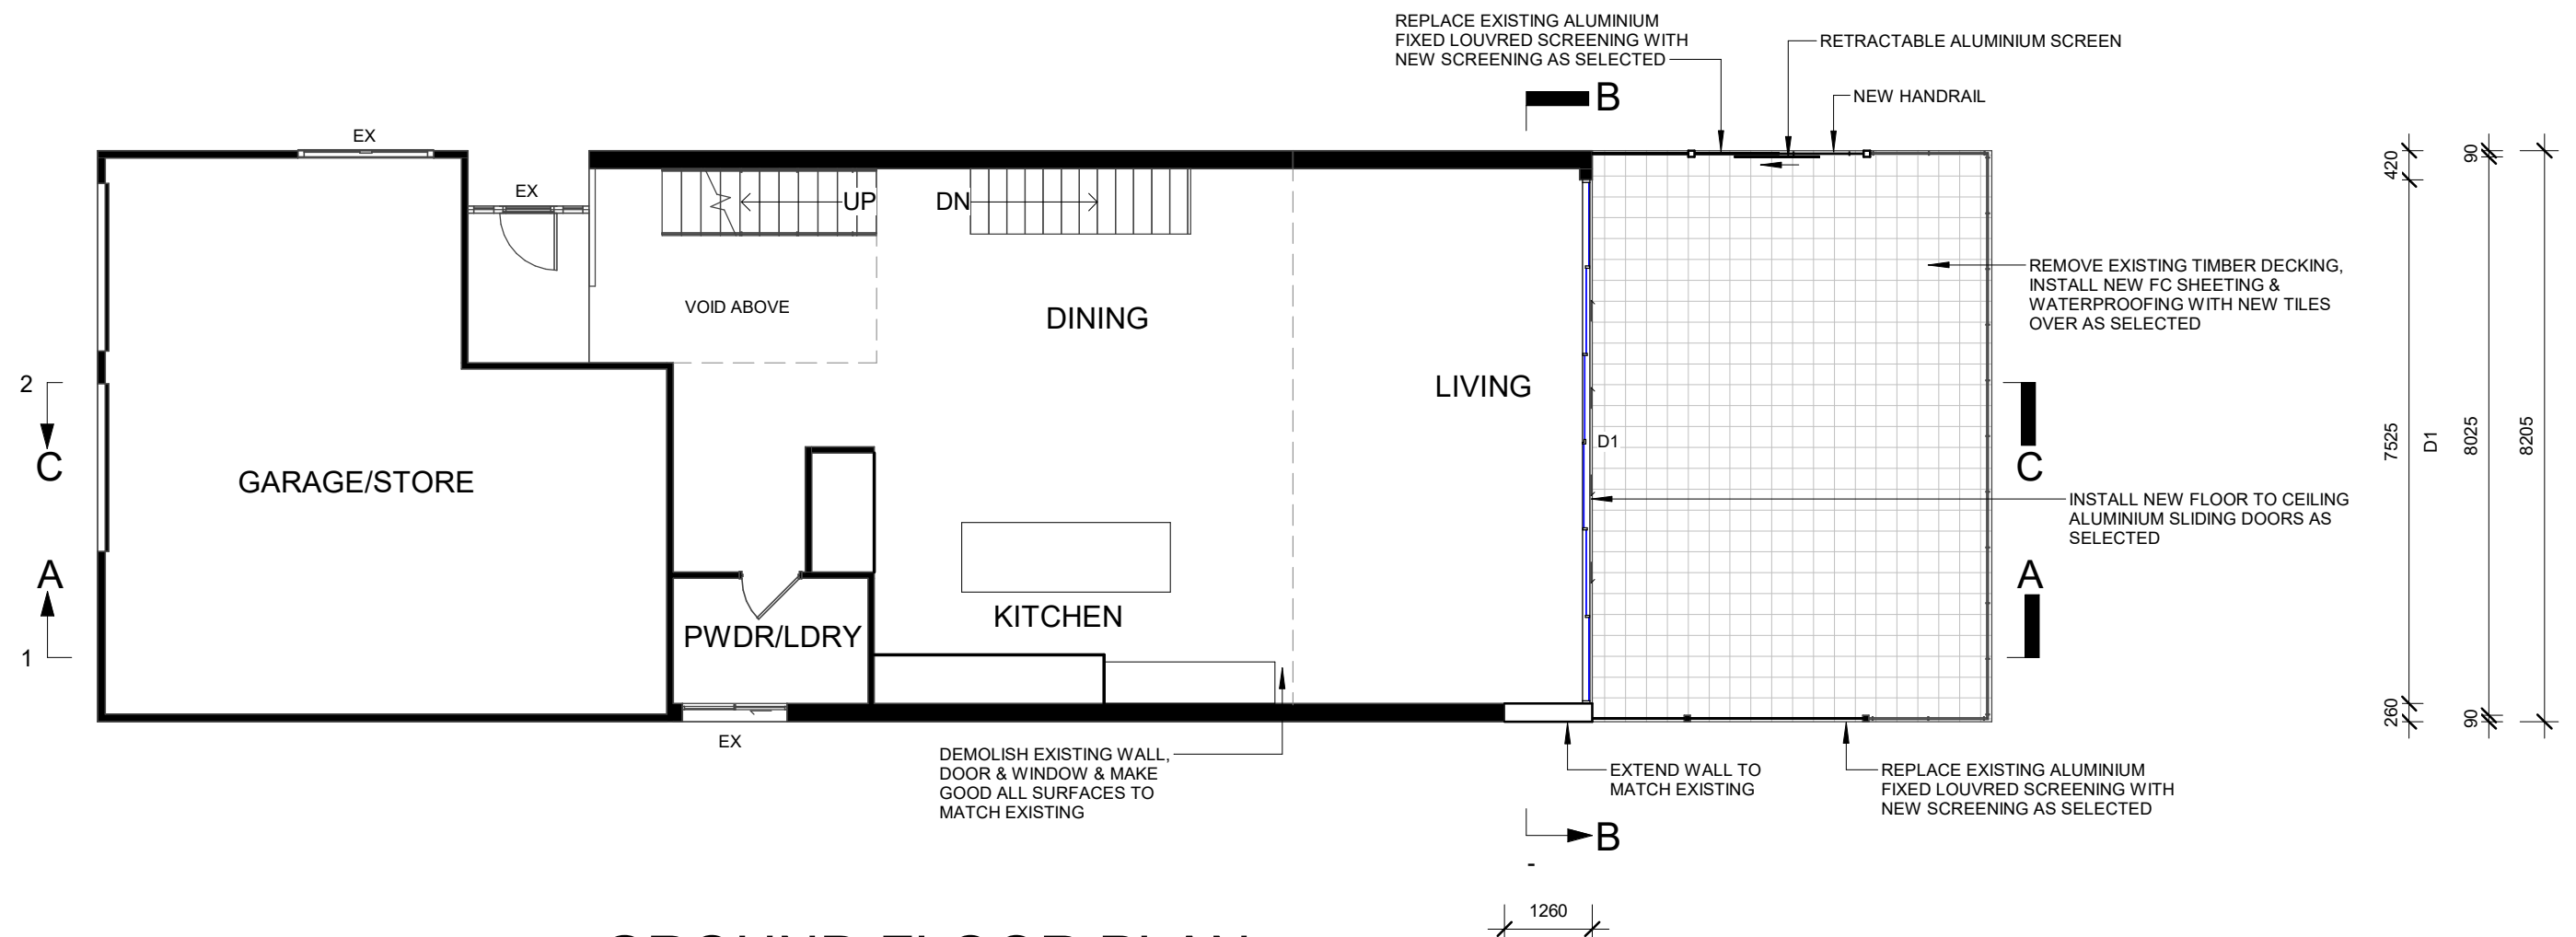 REPLACE EXISTING ALUMINIUM
FIXED LOUVRED SCREENING WITH
NEW SCREENING AS SELECTED
RETRACTABLE ALUMINIUM SCREEN
NEW HANDRAIL
B
EX
EX
UP
DN
VOID ABOVE
DINING
LIVING
REMOVE EXISTING TIMBER DECKING,
INSTALL NEW FC SHEETING &
WATERPROOFING WITH NEW TILES
OVER AS SELECTED
420
90
7525
D1
8025
8205
260
90
2
C
C
GARAGE/STORE
D1
INSTALL NEW FLOOR TO CEILING
ALUMINIUM SLIDING DOORS AS
SELECTED
A
A
1
KITCHEN
PWDR/LDRY
EX
DEMOLISH EXISTING WALL,
DOOR & WINDOW & MAKE
GOOD ALL SURFACES TO
MATCH EXISTING
EXTEND WALL TO
MATCH EXISTING
REPLACE EXISTING ALUMINIUM
FIXED LOUVRED SCREENING WITH
NEW SCREENING AS SELECTED
B
-
1260
GROUND FLOOR PLAN